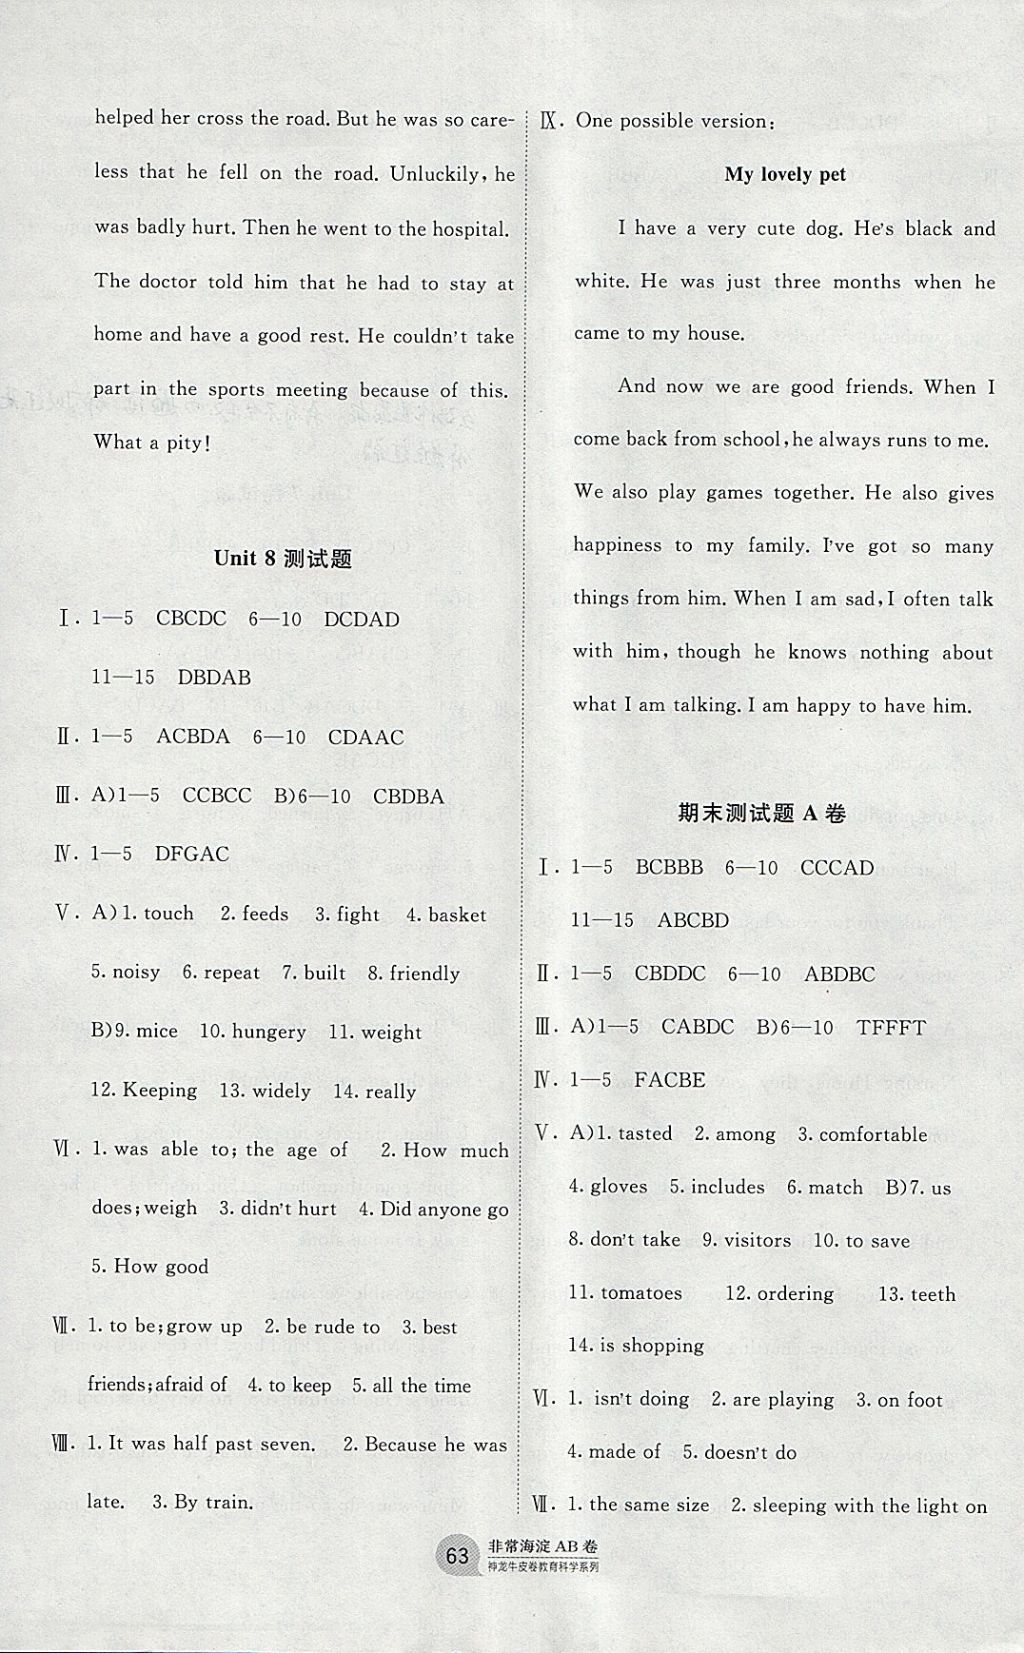 helped her cross the road. But he was so care-
less that he fell on the road. Unluckily, he
was badly hurt. Then he went to the hospital.
The doctor told him that he had to stay at
home and have a good rest. He couldn't take
part in the sports meeting because of this.
What a pity!
Unit 8 测试题
Ⅰ. 1—5 CBCDC 6—10 DCDAD
11—15 DBDAB
Ⅱ. 1—5 ACBDA 6—10 CDAAC
Ⅲ. A)1—5 CCBCC B)6—10 CBDBA
Ⅳ. 1—5 DFGAC
Ⅴ. A)1. touch 2. feeds 3. fight 4. basket
5. noisy 6. repeat 7. built 8. friendly
B)9. mice 10. hungery 11. weight
12. Keeping 13. widely 14. really
Ⅵ. 1. was able to; the age of 2. How much
does; weigh 3. didn't hurt 4. Did anyone go
5. How good
Ⅶ. 1. to be; grow up 2. be rude to 3. best
friends; afraid of 4. to keep 5. all the time
Ⅷ. 1. It was half past seven. 2. Because he was
late. 3. By train.
Ⅸ. One possible version:
My lovely pet
I have a very cute dog. He's black and
white. He was just three months when he
came to my house.
And now we are good friends. When I
come back from school, he always runs to me.
We also play games together. He also gives
happiness to my family. I've got so many
things from him. When I am sad, I often talk
with him, though he knows nothing about
what I am talking. I am happy to have him.
期末测试题 A 卷
Ⅰ. 1—5 BCBBB 6—10 CCCAD
11—15 ABCBD
Ⅱ. 1—5 CBDDC 6—10 ABDBC
Ⅲ. A)1—5 CABDC B)6—10 TFFFT
Ⅳ. 1—5 FACBE
Ⅴ. A)1. tasted 2. among 3. comfortable
4. gloves 5. includes 6. match B)7. us
8. don't take 9. visitors 10. to save
11. tomatoes 12. ordering 13. teeth
14. is shopping
Ⅵ. 1. isn't doing 2. are playing 3. on foot
4. made of 5. doesn't do
Ⅶ. 1. the same size 2. sleeping with the light on
63
非常海淀 AB 卷
神龙牛皮卷教育科学系列